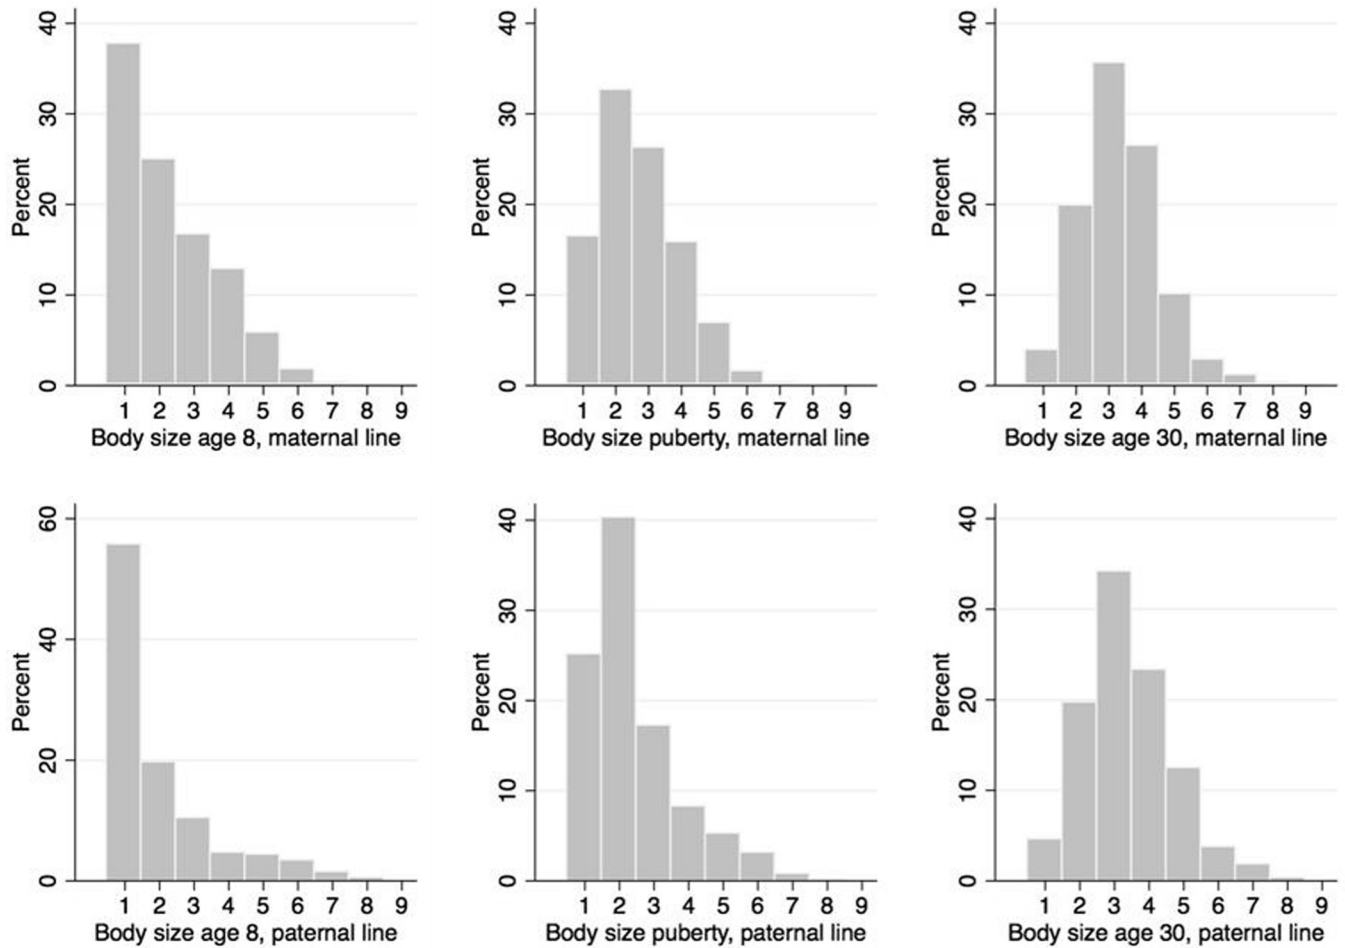 40
30
20
10
0
Percent
1 2 3 4 5 6 7 8 9
Body size age 8, maternal line
40
30
20
10
0
Percent
1 2 3 4 5 6 7 8 9
Body size puberty, maternal line
40
30
20
10
0
Percent
1 2 3 4 5 6 7 8 9
Body size age 30, maternal line
60
40
20
0
Percent
1 2 3 4 5 6 7 8 9
Body size age 8, paternal line
40
30
20
10
0
Percent
1 2 3 4 5 6 7 8 9
Body size puberty, paternal line
40
30
20
10
0
Percent
1 2 3 4 5 6 7 8 9
Body size age 30, paternal line